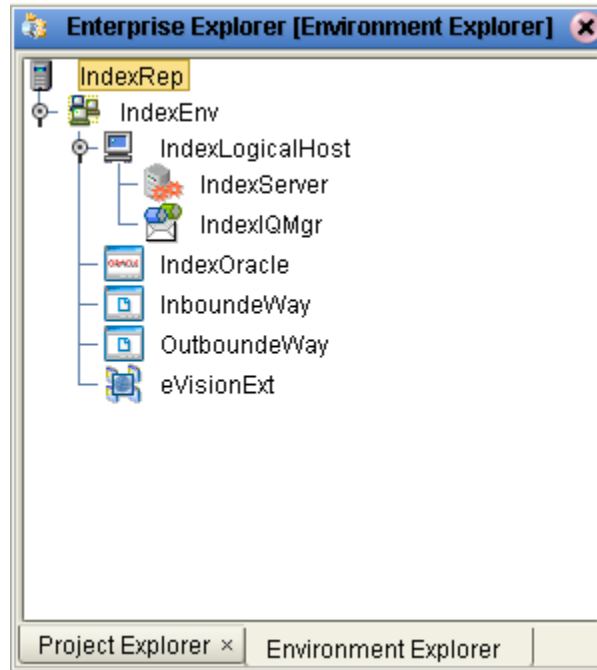 Enterprise Explorer [Environment Explorer]
IndexRep
IndexEnv
IndexLogicalHost
IndexServer
IndexIQMgr
ORACLE
IndexOracle
InboundeWay
OutboundeWay
eVisionExt
Project Explorer ×
Environment Explorer